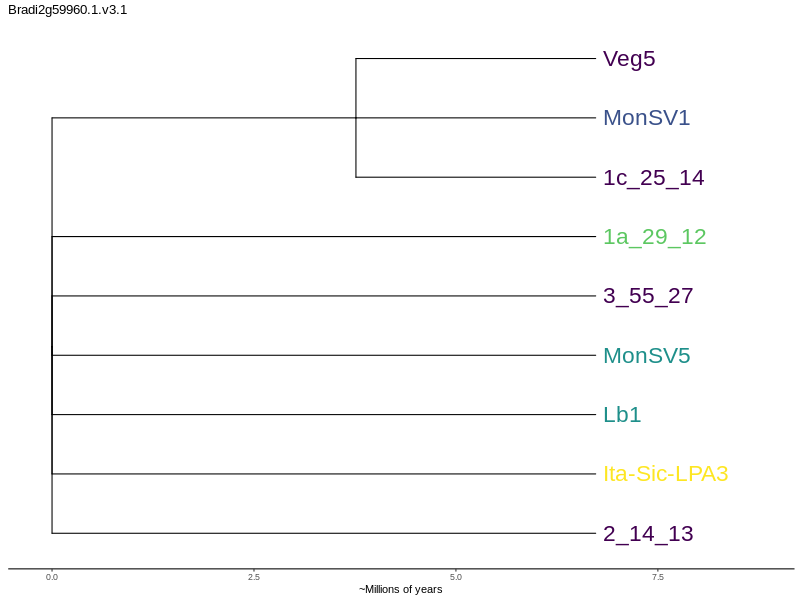 Bradi2g59960.1.v3.1
Veg5
MonSV1
1c_25_14
1a_29_12
3_55_27
MonSV5
Lb1
Ita-Sic-LPA3
2_14_13
0.0 2.5 5.0 7.5
~Millions of years